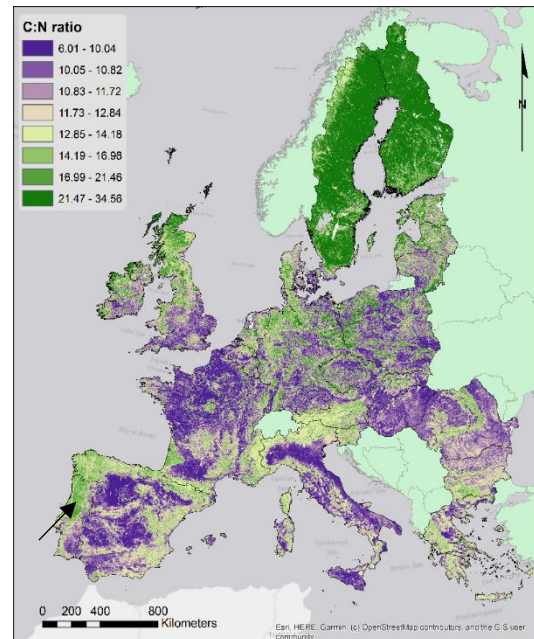 C:N ratio
6.01 - 10.04
10.05 - 10.82
10.83 - 11.72
11.73 - 12.84
12.85 - 14.18
14.19 - 16.98
16.99 - 21.46
21.47 - 34.56
N
0 200 400 800
Kilometers
Esri, HERE, Garmin, (c) OpenStreetMap contributors, and the GIS user
community